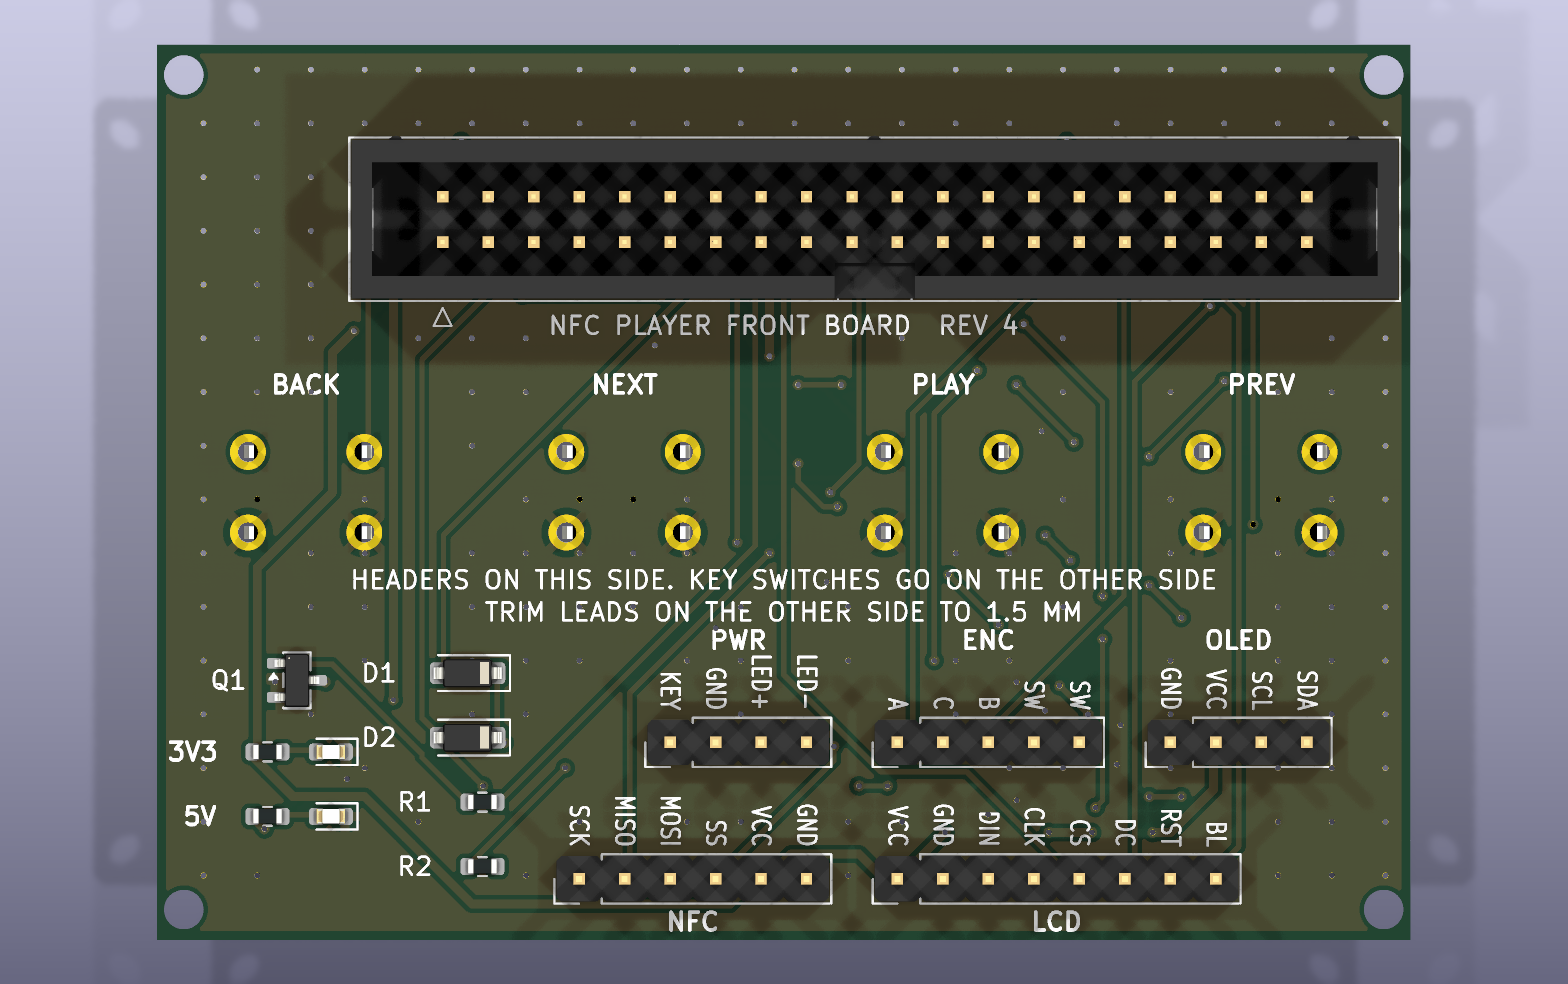 NFC PLAYER FRONT BOARD REV 4
BACK NEXT PLAY PREV
HEADERS ON THIS SIDE. KEY SWITCHES GO ON THE OTHER SIDE
TRIM LEADS ON THE OTHER SIDE TO 1.5 MM
PWR ENC OLED
Q1 D1
KEY GND LED+ LED-
A C B SW SW
GND VCC SCL SDA
3V3 D2
5V R1
SCK MISO MOSI SS VCC GND
VCC GND DIN CLK CS DC RST BL
R2
NFC LCD